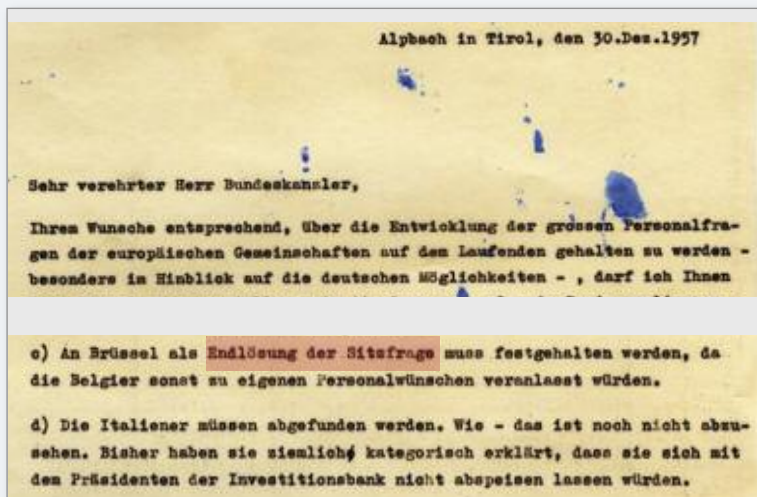 Alpbach in Tirol, den 30.Dez.1957
Sehr verehrter Herr Bundeskanzler,
Ihrem Wunsche entsprechend, über die Entwicklung der grossen Personalfra-
gen der europäischen Gemeinschaften auf dem Laufenden gehalten zu werden -
besonders im Hinblick auf die deutschen Möglichkeiten - , darf ich Ihnen
c) An Brüssel als Endlösung der Sitzfrage muss festgehalten werden, da
die Belgier sonst zu eigenen Personalwünschen veranlasst würden.
d) Die Italiener müssen abgefunden werden. Wie - das ist noch nicht abzu-
sehen. Bisher haben sie ziemlich kategorisch erklärt, dass sie sich mit
dem Präsidenten der Investitionsbank nicht abspeisen lassen würden.